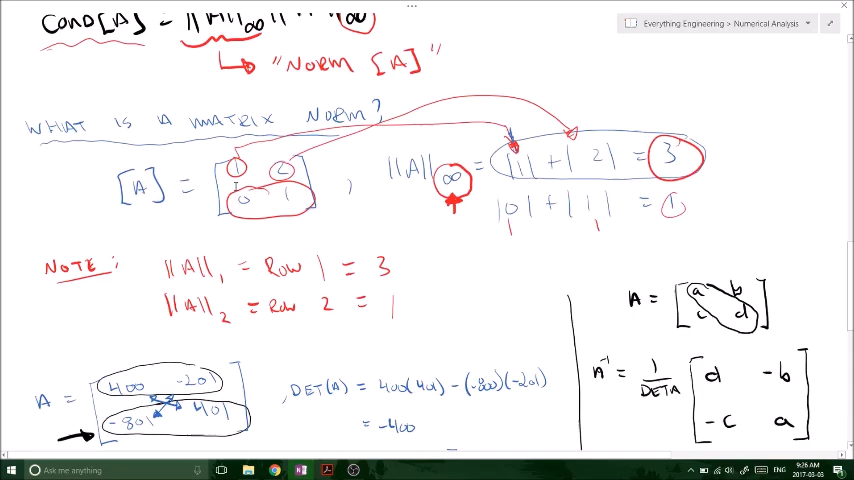 COND[A] = ||A||∞ ||
∞
Everything Engineering > Numerical Analysis
"NORM [A]"
WHAT IS A MATRIX NORM?
[A] = [1 2
0 1] , ||A||∞ = |1| + |2| = 3
|0| + |1| = 1
NOTE: ||A||₁ = ROW 1 = 3
||A||₂ = ROW 2 = 1
A = [a b
c d]
A = [400 -201
-801 401] , DET(A) = 400(401) - (-800)(-201)
= -400
A⁻¹ = 1/DETA [d -b
-c a]
Ask me anything
ENG
9:26 AM
2017-03-03